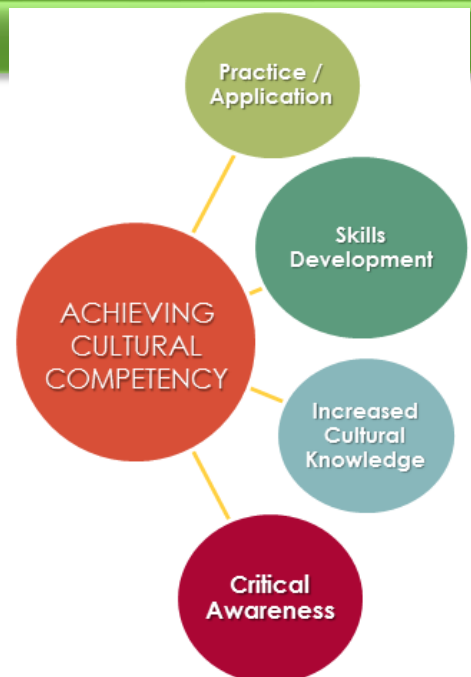 Practice /
Application
Skills
Development
ACHIEVING
CULTURAL
COMPETENCY
Increased
Cultural
Knowledge
Critical
Awareness